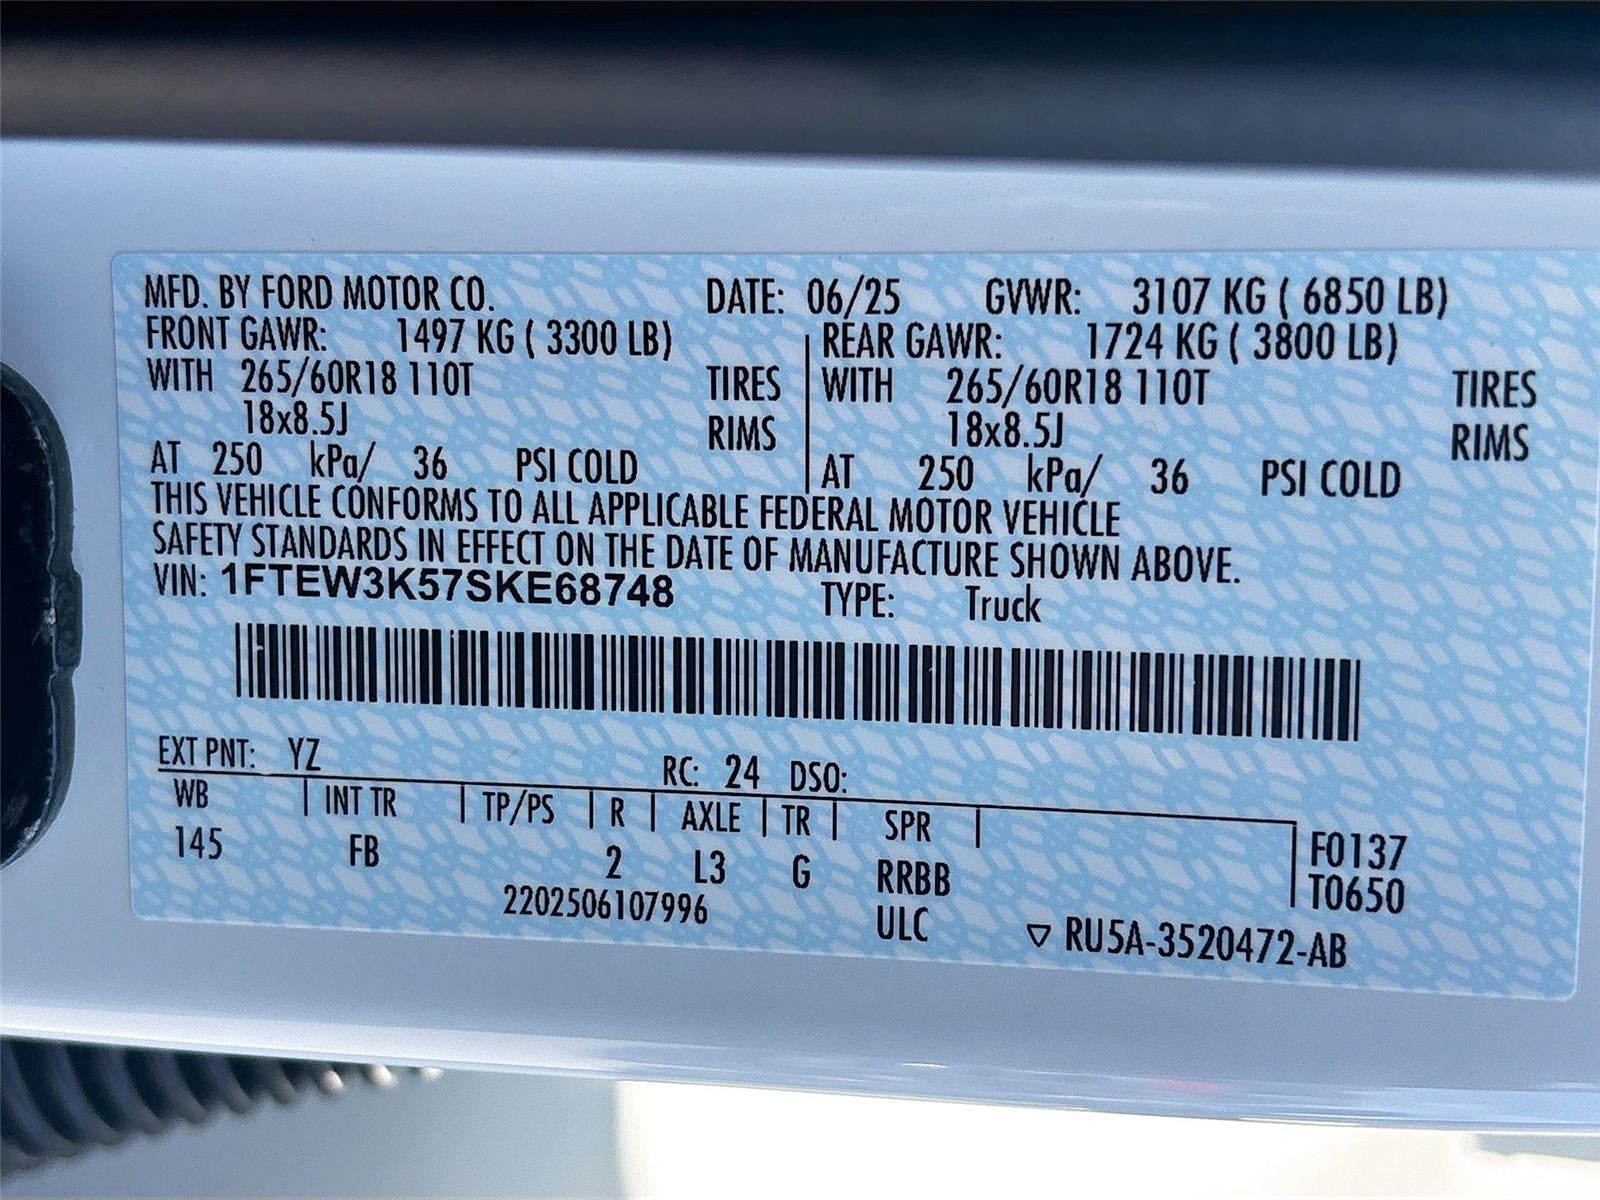 MFD. BY FORD MOTOR CO. DATE: 06/25 GVWR: 3107 KG ( 6850 LB)
FRONT GAWR: 1497 KG ( 3300 LB) REAR GAWR: 1724 KG ( 3800 LB)
WITH 265/60R18 110T TIRES WITH 265/60R18 110T TIRES
18x8.5J RIMS 18x8.5J RIMS
AT 250 kPa/ 36 PSI COLD AT 250 kPa/ 36 PSI COLD
THIS VEHICLE CONFORMS TO ALL APPLICABLE FEDERAL MOTOR VEHICLE
SAFETY STANDARDS IN EFFECT ON THE DATE OF MANUFACTURE SHOWN ABOVE.
VIN: 1FTEW3K57SKE68748 TYPE: Truck
EXT PNT: YZ RC: 24 DSO:
WB INT TR TP/PS R AXLE TR SPR F0137
145 FB 2 L3 G RRBB T0650
2202506107996 ULC ▽ RU5A-3520472-AB